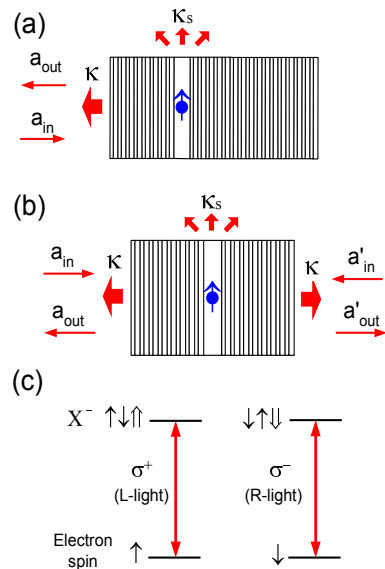 (a)
κs
aout
κ
ain
(b)
κs
ain
κ
κ
a'in
aout
a'out
(c)
X⁻ ↑↓⇑ ↓↑⇓
σ⁺ σ⁻
(L-light) (R-light)
Electron
spin ↑ ↓